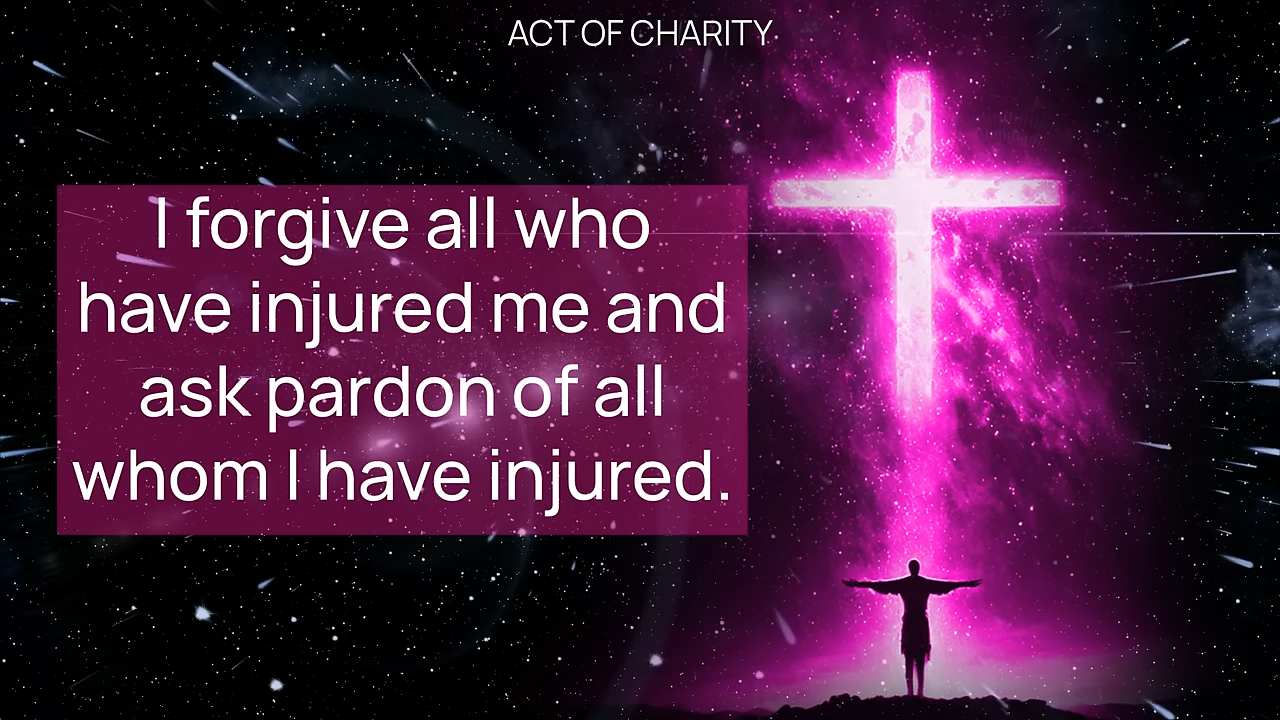 ACT OF CHARITY
I forgive all who
have injured me and
ask pardon of all
whom I have injured.